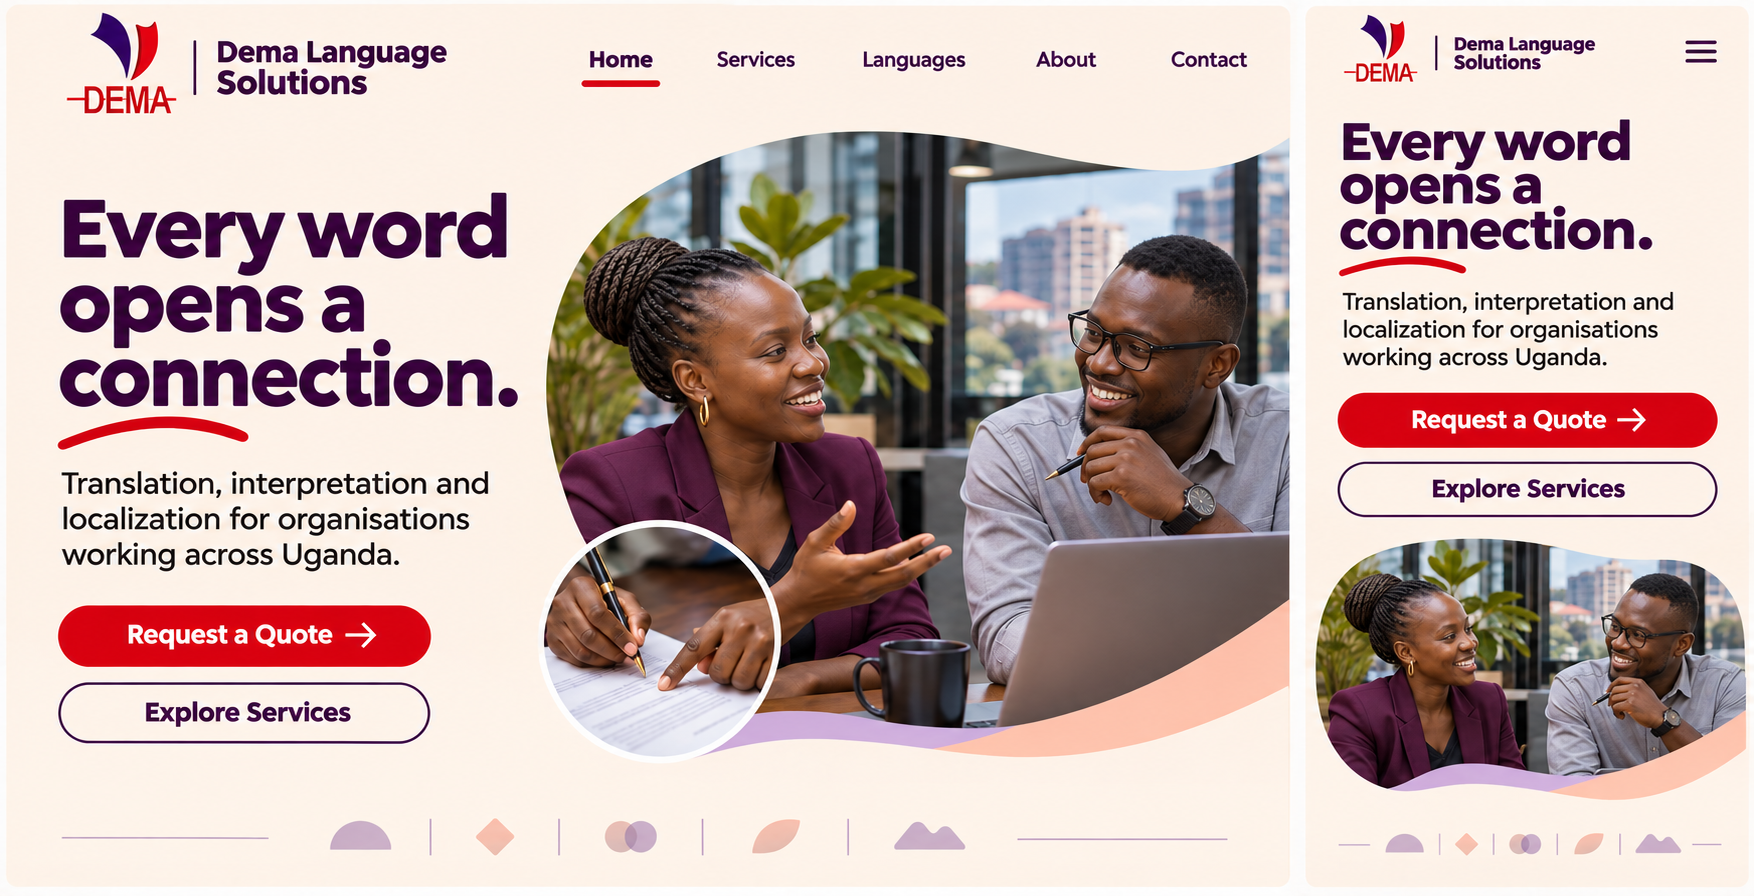 DEMA
Dema Language
Solutions
Home
Services
Languages
About
Contact
Every word
opens a
connection.
Translation, interpretation and
localization for organisations
working across Uganda.
Request a Quote →
Explore Services
DEMA
Dema Language
Solutions
Every word
opens a
connection.
Translation, interpretation and
localization for organisations
working across Uganda.
Request a Quote →
Explore Services